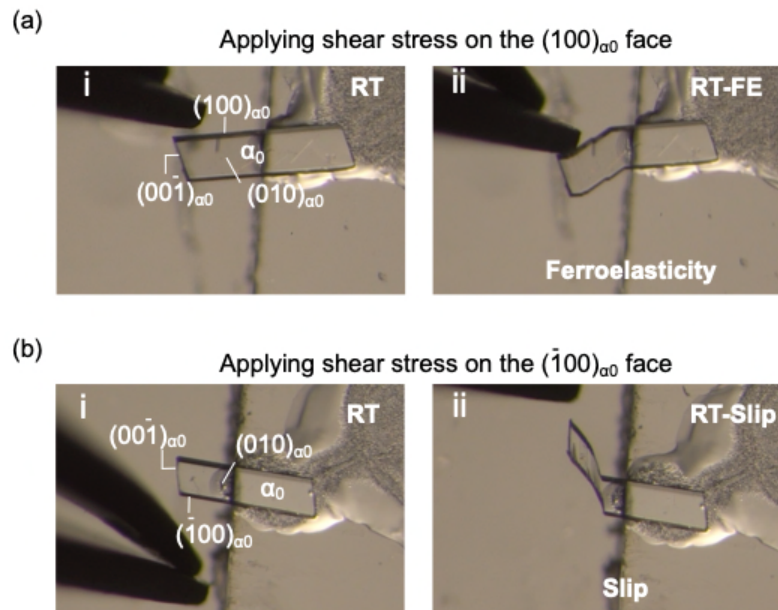 (a)
Applying shear stress on the (100)α0 face
i
RT
(100)α0
α0
(001̄)α0
(010)α0
ii
RT-FE
Ferroelasticity
(b)
Applying shear stress on the (1̄00)α0 face
i
RT
(001̄)α0
(010)α0
α0
(1̄00)α0
ii
RT-Slip
Slip